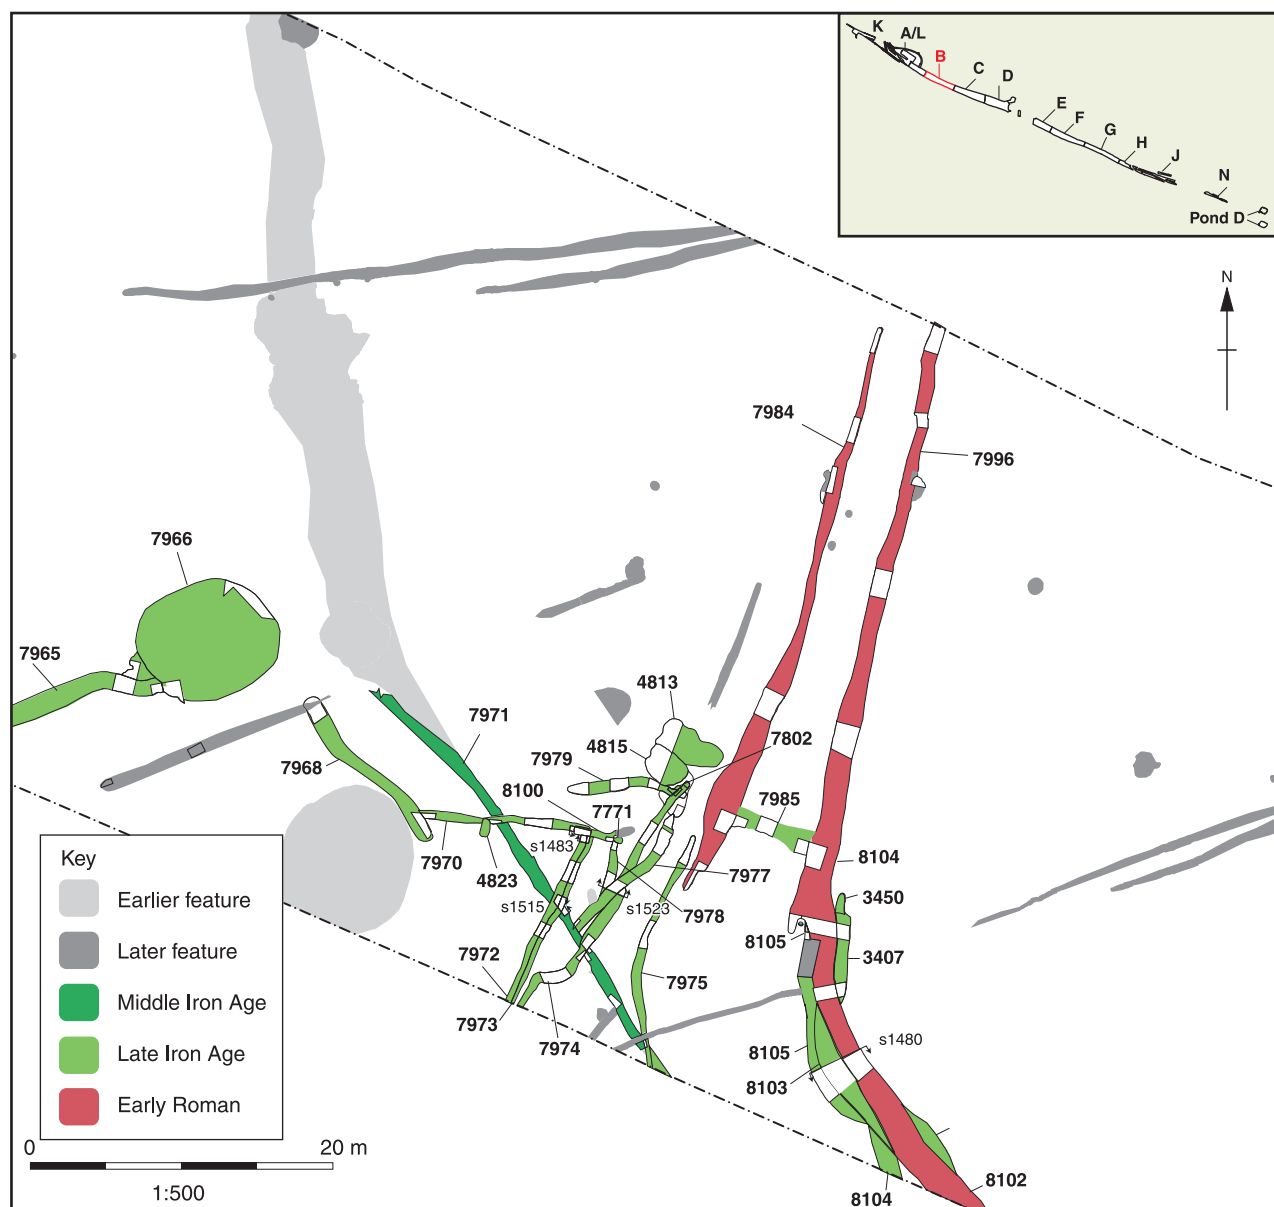 K
A/L
B
C
D
E
F
G
H
J
N
Pond D
N
7984
7996
7966
7965
4813
7971
4815
7802
7979
7968
8100
7985
7771
s1483
7970
4823
7977
8104
3450
s1515
s1523
7978
8105
7972
3407
7975
7973
7974
s1480
8105
8103
8102
8104
Key
Earlier feature
Later feature
Middle Iron Age
Late Iron Age
Early Roman
0
20 m
1:500